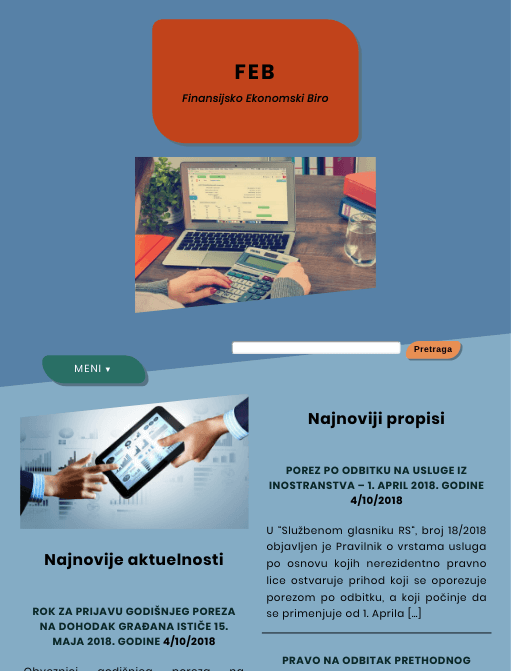 FEB
Finansijsko Ekonomski Biro
Pretraga
MENI ▾
Najnovije aktuelnosti
ROK ZA PRIJAVU GODIŠNJEG POREZA
NA DOHODAK GRAĐANA ISTIČE 15.
MAJA 2018. GODINE 4/10/2018
Obveznici godišnjeg poreza na
Najnoviji propisi
POREZ PO ODBITKU NA USLUGE IZ
INOSTRANSTVA – 1. APRIL 2018. GODINE
4/10/2018
U "Službenom glasniku RS", broj 18/2018
objavljen je Pravilnik o vrstama usluga
po osnovu kojih nerezidentno pravno
lice ostvaruje prihod koji se oporezuje
porezom po odbitku, a koji počinje da
se primenjuje od 1. Aprila [...]
PRAVO NA ODBITAK PRETHODNOG